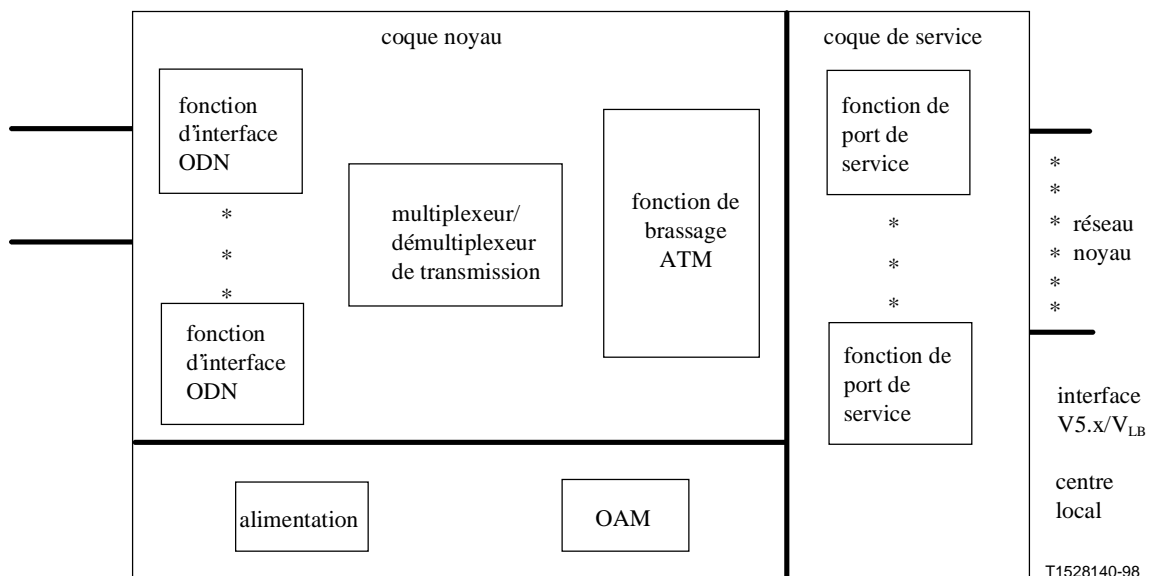 coque noyau
coque de service
fonction
d'interface
ODN
*
*
*
fonction
d'interface
ODN
multiplexeur/
démultiplexeur
de transmission
fonction de
brassage
ATM
fonction de
port de
service
*
*
*
fonction de
port de
service
*
*
* réseau
* noyau
*
*
interface
V5.x/VLB
centre
local
alimentation
OAM
T1528140-98